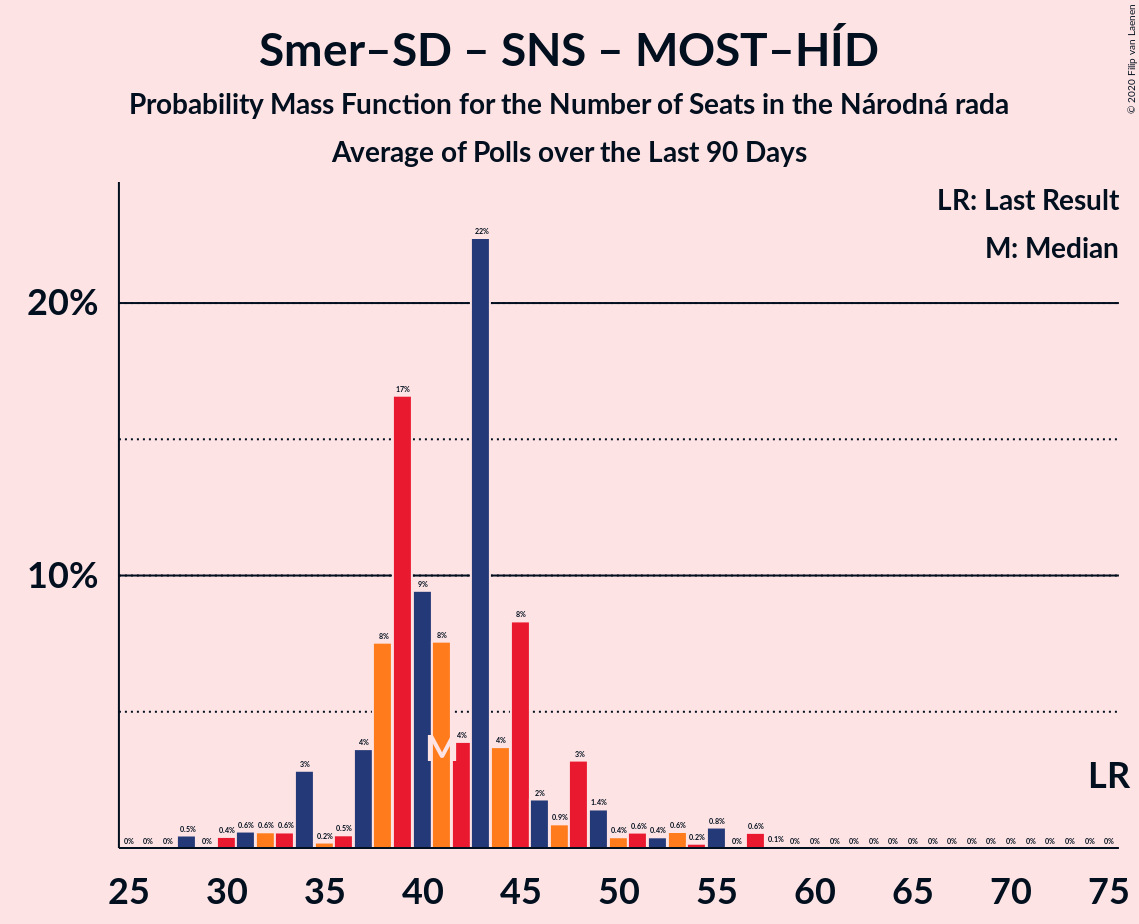 Smer–SD – SNS – MOST–HÍD
Probability Mass Function for the Number of Seats in the Národná rada
Average of Polls over the Last 90 Days
© 2020 Filip van Laenen
LR: Last Result
M: Median
20%
10%
0% 0% 0% 0.5% 0% 0.4% 0.6% 0.6% 0.6% 3% 0.2% 0.5% 4% 8% 17% 9% 8% 4% 22% 4% 8% 2% 0.9% 3% 1.4% 0.4% 0.6% 0.4% 0.6% 0.2% 0.8% 0% 0.6% 0.1% 0% 0% 0% 0% 0% 0% 0% 0% 0% 0% 0% 0% 0% 0% 0% 0% 0%
M
LR
25 30 35 40 45 50 55 60 65 70 75